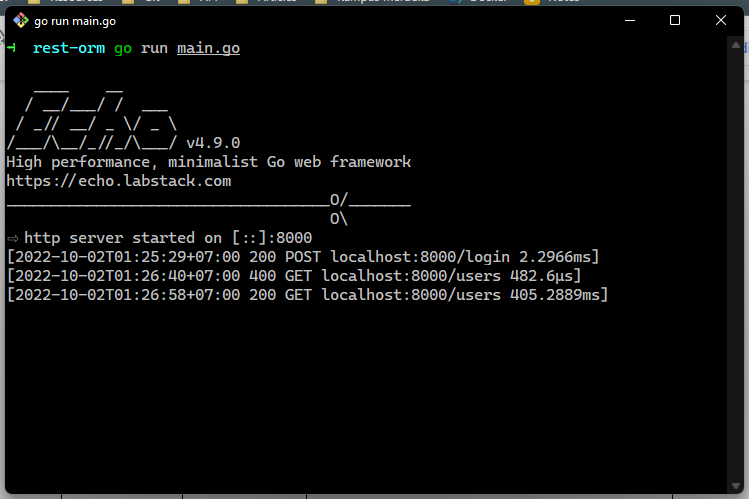 go run main.go
→ rest-orm go run main.go
   ____    __
  / __/___/ /  ___
 / _// __/ _ \/ _ \
/___/\__/_//_/\___/ v4.9.0
High performance, minimalist Go web framework
https://echo.labstack.com
____________________________________O/_______
                                    O\
⇨ http server started on [::]:8000
[2022-10-02T01:25:29+07:00 200 POST localhost:8000/login 2.2966ms]
[2022-10-02T01:26:40+07:00 400 GET localhost:8000/users 482.6µs]
[2022-10-02T01:26:58+07:00 200 GET localhost:8000/users 405.2889ms]